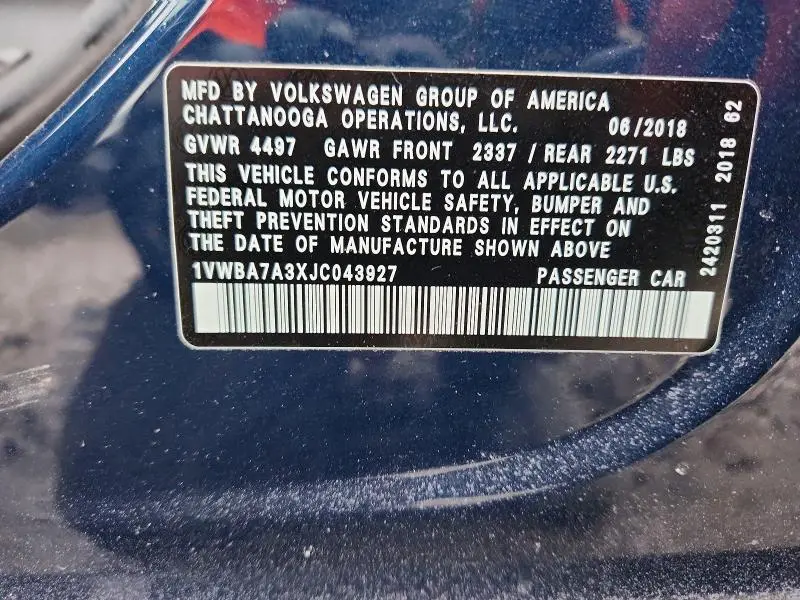 MFD BY VOLKSWAGEN GROUP OF AMERICA
CHATTANOOGA OPERATIONS, LLC. 06/2018
GVWR 4497 GAWR FRONT 2337 / REAR 2271 LBS
THIS VEHICLE CONFORMS TO ALL APPLICABLE U.S.
FEDERAL MOTOR VEHICLE SAFETY, BUMPER AND
THEFT PREVENTION STANDARDS IN EFFECT ON
THE DATE OF MANUFACTURE SHOWN ABOVE
1VWBA7A3XJC043927 PASSENGER CAR
2420311 2018 62